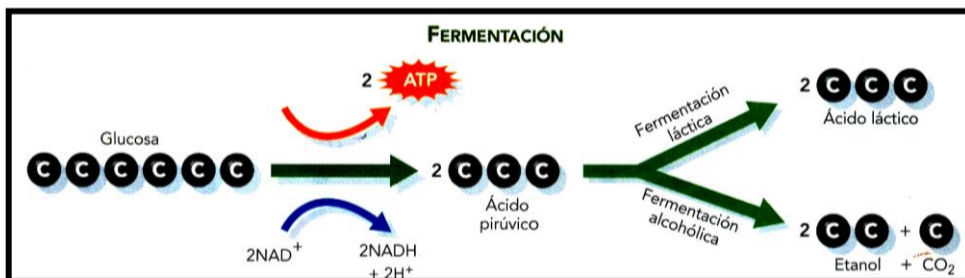 FERMENTACIÓN
2 ATP
Glucosa
C C C C C C
2NAD+
2NADH
+ 2H+
2 C C C
Ácido
pirúvico
Fermentación
láctica
2 C C C
Ácido láctico
Fermentación
alcohólica
2 C C + C
Etanol + CO2